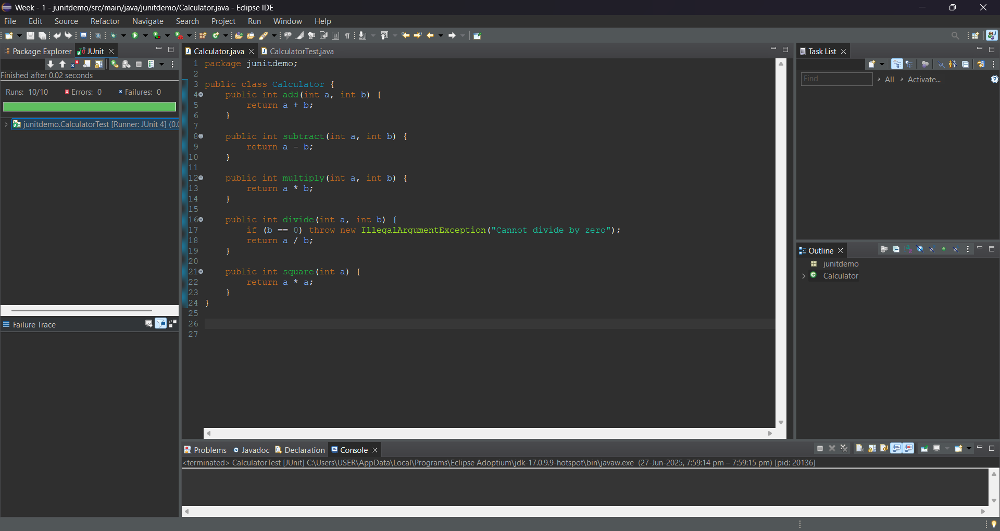 Week - 1 - junitdemo/src/main/java/junitdemo/Calculator.java - Eclipse IDE
File Edit Source Refactor Navigate Search Project Run Window Help
Package Explorer JUnit
Finished after 0.02 seconds
Runs: 10/10 Errors: 0 Failures: 0
junitdemo.CalculatorTest [Runner: JUnit 4] (0.0
Failure Trace
Calculator.java CalculatorTest.java
1 package junitdemo;
2
3 public class Calculator {
4 public int add(int a, int b) {
5 return a + b;
6 }
7
8 public int subtract(int a, int b) {
9 return a - b;
10 }
11
12 public int multiply(int a, int b) {
13 return a * b;
14 }
15
16 public int divide(int a, int b) {
17 if (b == 0) throw new IllegalArgumentException("Cannot divide by zero");
18 return a / b;
19 }
20
21 public int square(int a) {
22 return a * a;
23 }
24 }
25
26
27
Task List
Find All Activate...
Outline
junitdemo
Calculator
Problems @ Javadoc Declaration Console
<terminated> CalculatorTest [JUnit] C:\Users\USER\AppData\Local\Programs\Eclipse Adoptium\jdk-17.0.9.9-hotspot\bin\javaw.exe (27-Jun-2025, 7:59:14 pm – 7:59:15 pm) [pid: 20136]